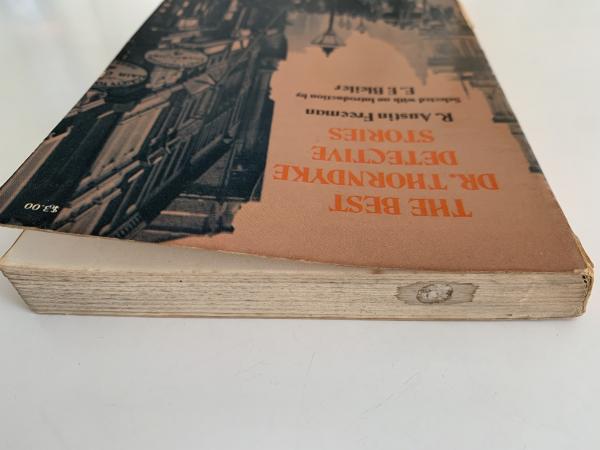 THE BEST
DR. THORNDYKE
DETECTIVE
STORIES
R. Austin Freeman
Selected with an Introduction by
E. F. Bleiler
$3.00